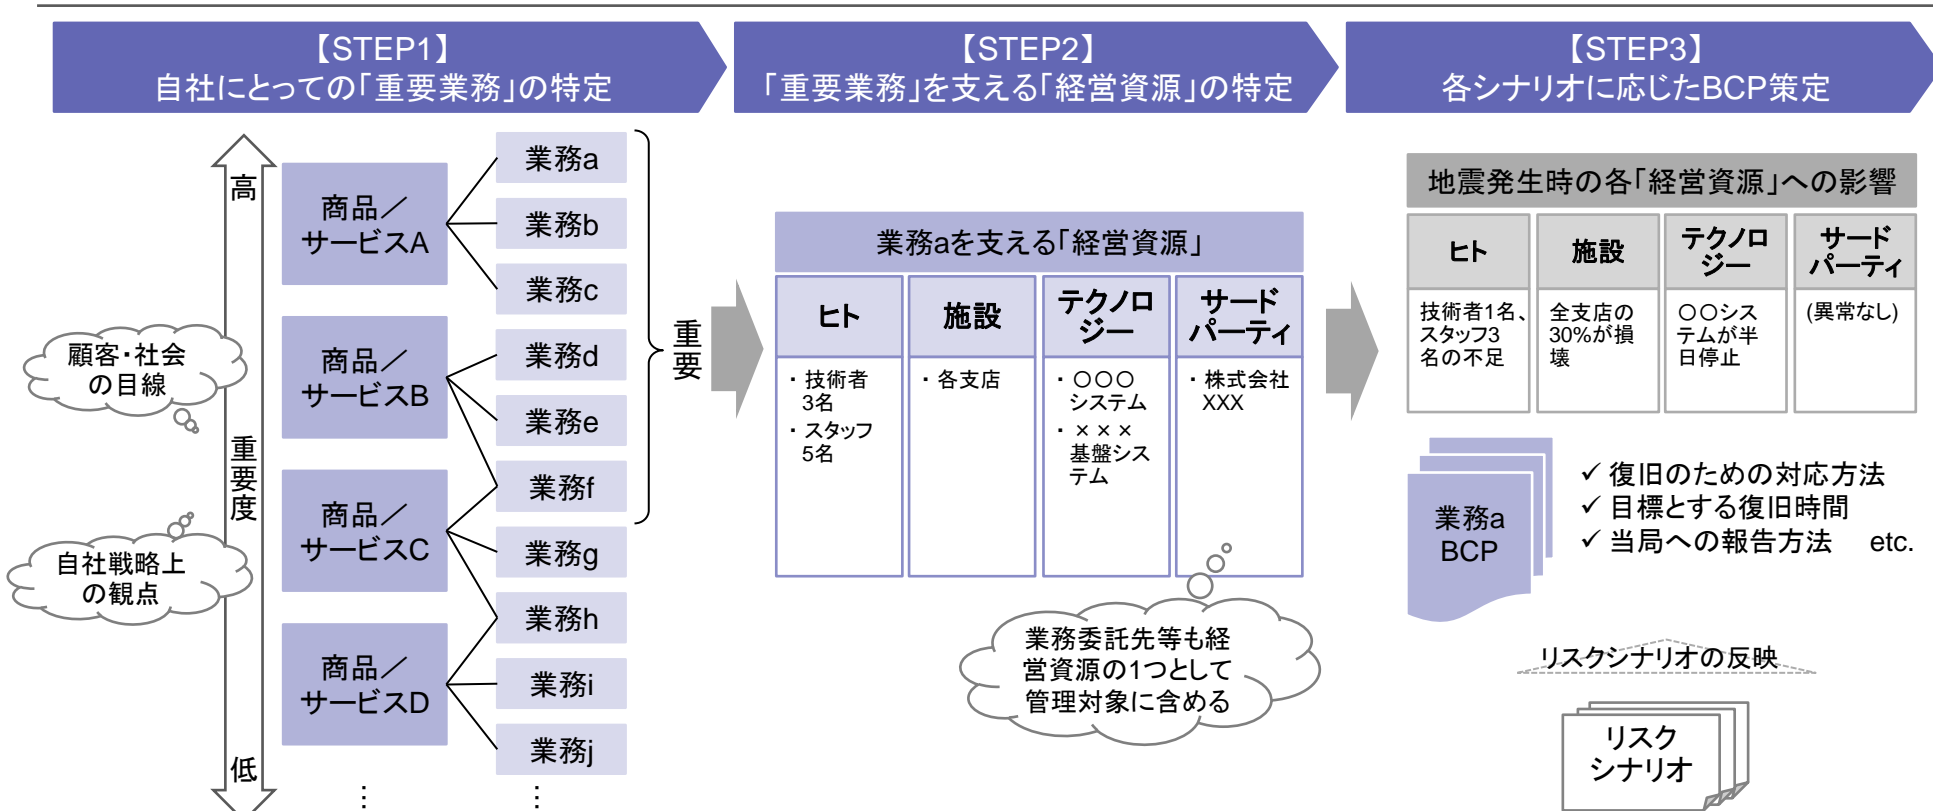 【STEP1】
自社にとっての「重要業務」の特定
【STEP2】
「重要業務」を支える「経営資源」の特定
【STEP3】
各シナリオに応じたBCP策定
高
重要度
低
顧客・社会
の目線
自社戦略上
の観点
商品／
サービスA
商品／
サービスB
商品／
サービスC
商品／
サービスD
⋮
業務a
業務b
業務c
業務d
業務e
業務f
業務g
業務h
業務i
業務j
⋮
重要
業務aを支える「経営資源」
ヒト
施設
テクノロ
ジー
サード
パーティ
・技術者
3名
・スタッフ
5名
・各支店
・〇〇〇
システム
・×××
基盤シス
テム
・株式会社
XXX
業務委託先等も経
営資源の1つとして
管理対象に含める
地震発生時の各「経営資源」への影響
ヒト
施設
テクノロ
ジー
サード
パーティ
技術者1名、
スタッフ3
名の不足
全支店の
30%が損
壊
〇〇シス
テムが半
日停止
(異常なし)
業務a
BCP
✓ 復旧のための対応方法
✓ 目標とする復旧時間
✓ 当局への報告方法 etc.
リスクシナリオの反映
リスク
シナリオ